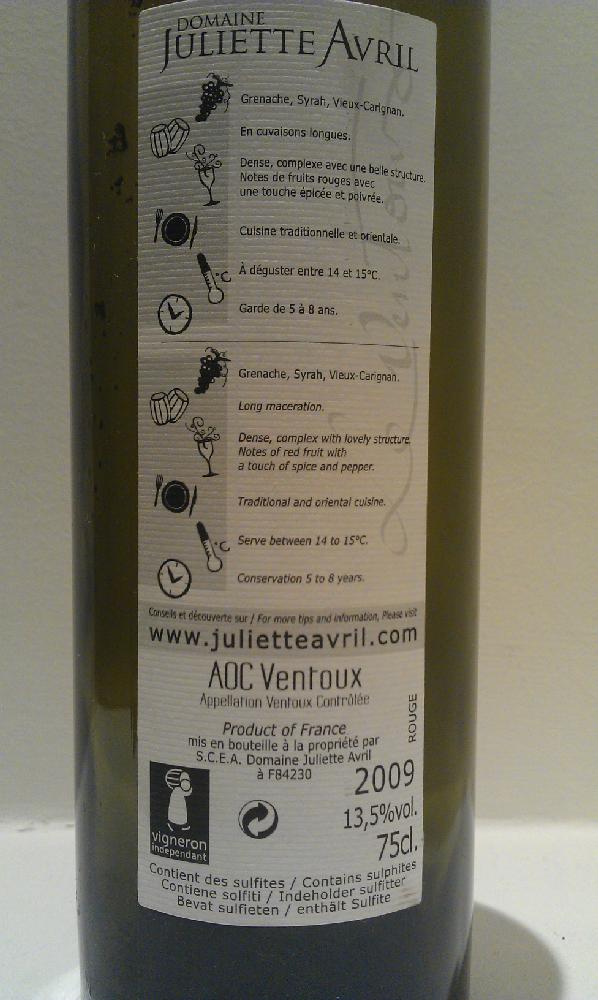 DOMAINE
JULIETTE AVRIL
Grenache, Syrah, Vieux-Carignan.
En cuvaisons longues.
Dense, complexe avec une belle structure.
Notes de fruits rouges avec
une touche épicée et poivrée.
Cuisine traditionnelle et orientale.
°C
À déguster entre 14 et 15°C.
Garde de 5 à 8 ans.
Grenache, Syrah, Vieux-Carignan.
Long maceration.
Dense, complex with lovely structure.
Notes of red fruit with
a touch of spice and pepper.
Traditional and oriental cuisine.
°C
Serve between 14 to 15°C.
Conservation 5 to 8 years.
Conseils et découverte sur / For more tips and information, Please visit
www.julietteavril.com
AOC Ventoux
Appellation Ventoux Contrôlée
ROUGE
Product of France
mis en bouteille à la propriété par
S.C.E.A. Domaine Juliette Avril
à F84230
2009
13,5%vol.
75cl.
vigneron
indépendant
Contient des sulfites / Contains sulphites
Contiene solfiti / Indeholder sulfitter
Bevat sulfieten / enthält Sulfite